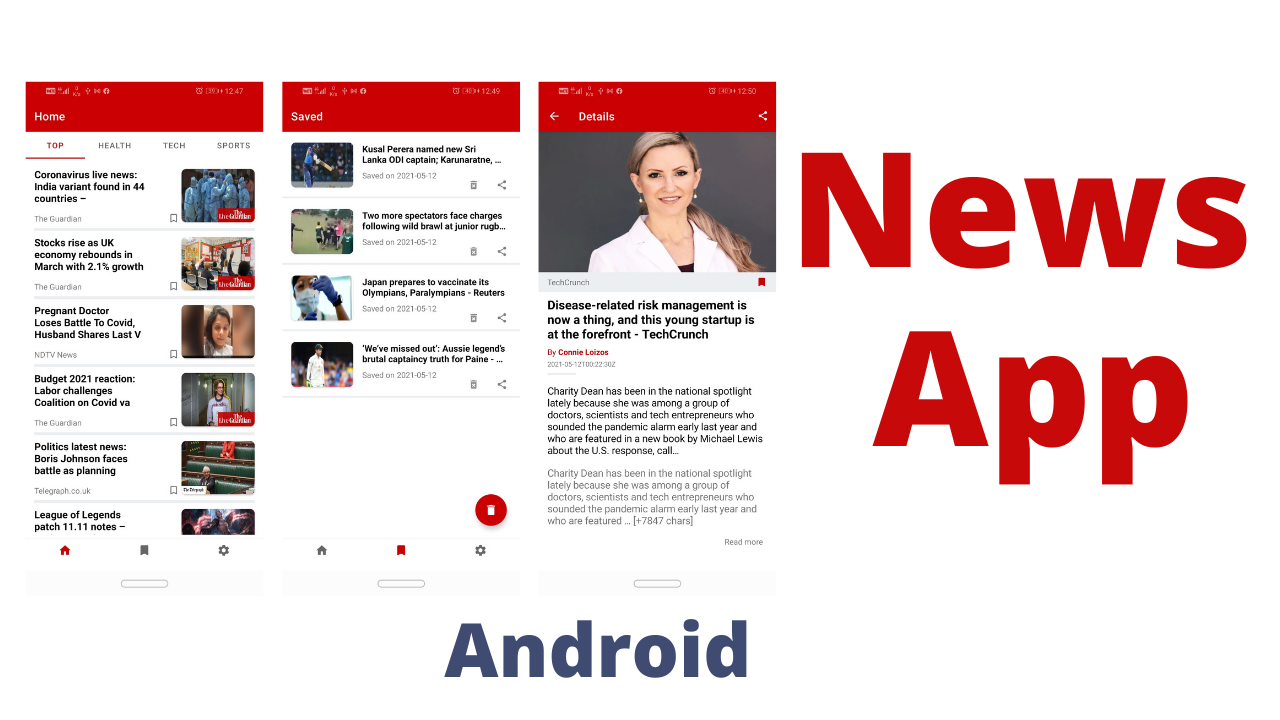 12:47
Home
TOP HEALTH TECH SPORTS
Coronavirus live news:
India variant found in 44
countries –
The Guardian
Stocks rise as UK
economy rebounds in
March with 2.1% growth
The Guardian
Pregnant Doctor
Loses Battle To Covid,
Husband Shares Last V
NDTV News
Budget 2021 reaction:
Labor challenges
Coalition on Covid va
The Guardian
Politics latest news:
Boris Johnson faces
battle as planning
Telegraph.co.uk
League of Legends
patch 11.11 notes –
12:49
Saved
Kusal Perera named new Sri
Lanka ODI captain; Karunaratne, ...
Saved on 2021-05-12
Two more spectators face charges
following wild brawl at junior rugb...
Saved on 2021-05-12
Japan prepares to vaccinate its
Olympians, Paralympians - Reuters
Saved on 2021-05-12
‘We’ve missed out’: Aussie legend’s
brutal captaincy truth for Paine - ...
Saved on 2021-05-12
12:50
Details
TechCrunch
Disease-related risk management is
now a thing, and this young startup is
at the forefront - TechCrunch
By Connie Loizos
2021-05-12T00:22:30Z
Charity Dean has been in the national spotlight
lately because she was among a group of
doctors, scientists and tech entrepreneurs who
sounded the pandemic alarm early last year and
who are featured in a new book by Michael Lewis
about the U.S. response, call…
Charity Dean has been in the national spotlight
lately because she was among a group of
doctors, scientists and tech entrepreneurs who
sounded the pandemic alarm early last year and
who are featured … [+7847 chars]
Read more
News
App
Android